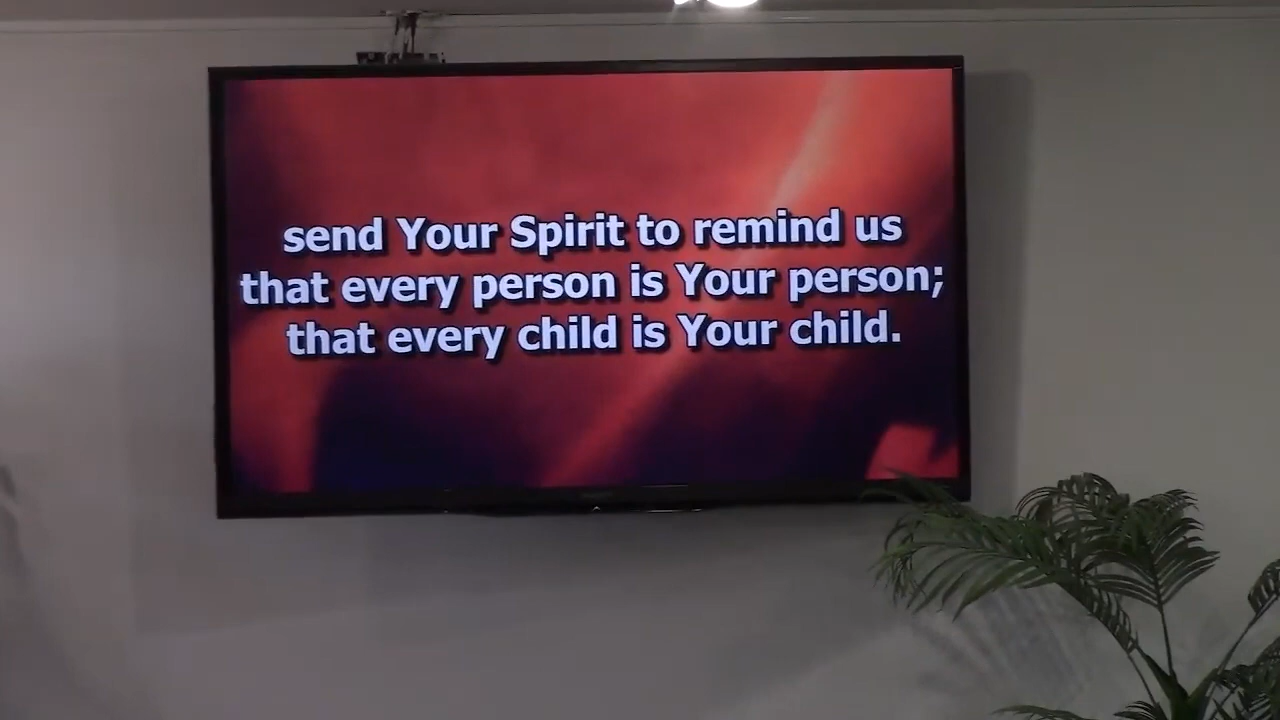 send Your Spirit to remind us
that every person is Your person;
that every child is Your child.